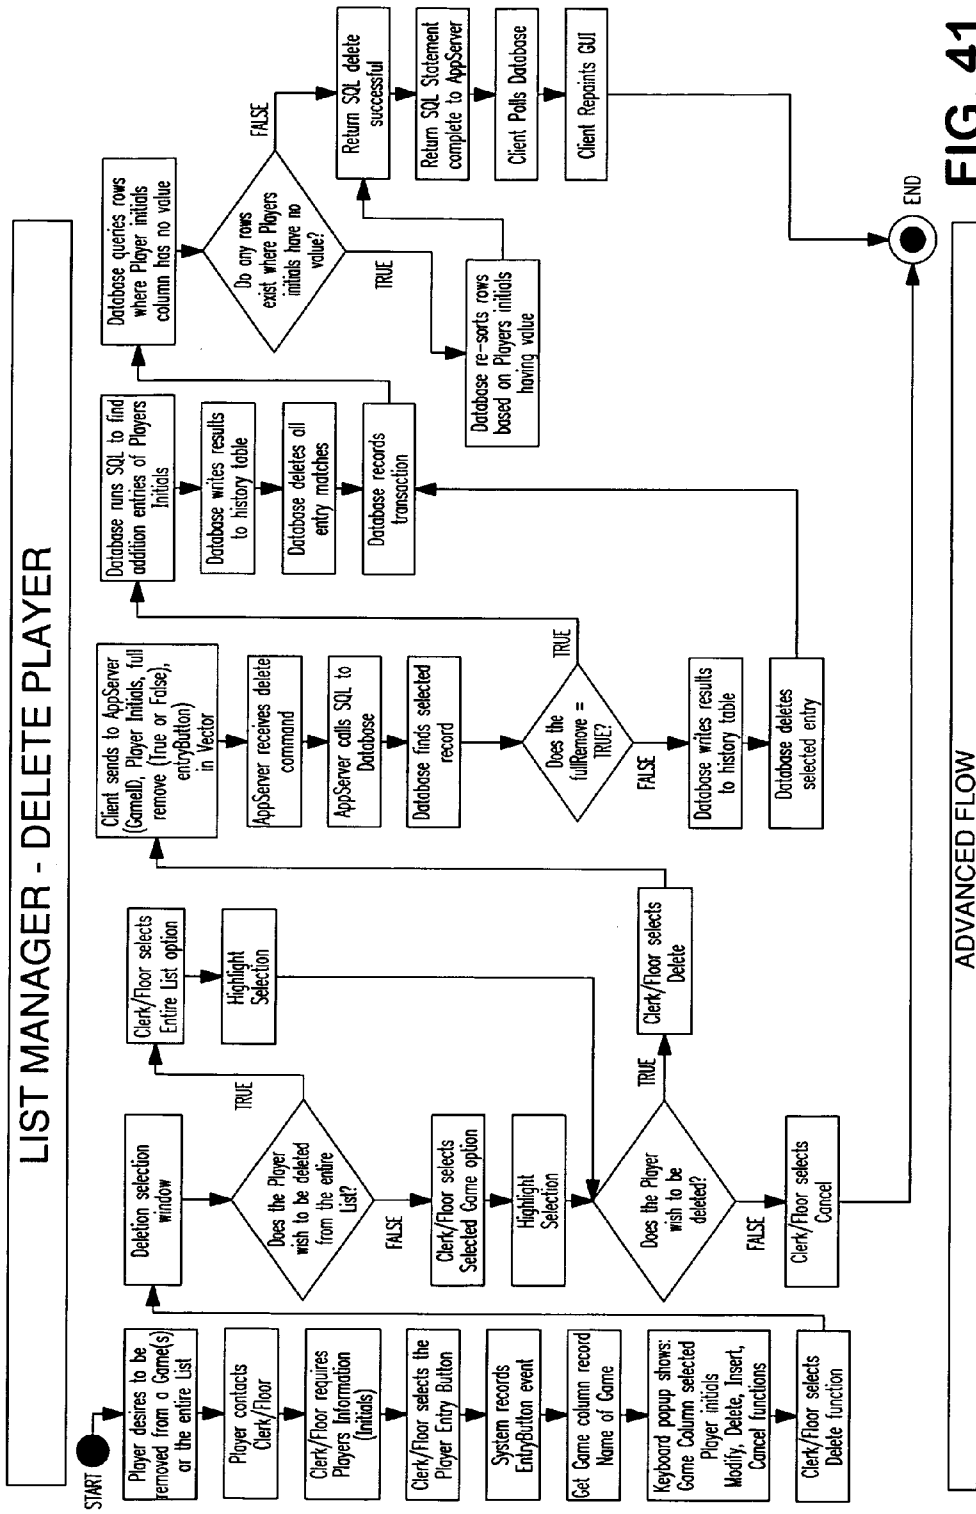 LIST MANAGER - DELETE PLAYER
START
Player desires to be
removed from a Game(s)
or the entire List
Player contacts
Clerk/Floor
Clerk/Floor requires
Players Information
(Initials)
Clerk/Floor selects the
Player Entry Button
System records
EntryButton event
Get Game column record
Name of Game
Keyboard popup shows:
Game Column selected
Player initials
Modify, Delete, Insert,
Cancel functions
Clerk/Floor selects
Delete function
Deletion selection
window
Does the Player
wish to be deleted
from the entire
List?
TRUE
FALSE
Clerk/Floor selects
Entire List option
Highlight
Selection
Clerk/Floor selects
Selected Game option
Highlight
Selection
Does the Player
wish to be
deleted?
TRUE
FALSE
Clerk/Floor selects
Delete
Clerk/Floor selects
Cancel
Client sends to AppServer
(GameID, Player Initials, full
remove (True or False),
entryButton)
in Vector
AppServer receives delete
command
AppServer calls SQL to
Database
Database finds selected
record
Does the
fullRemove =
TRUE?
TRUE
FALSE
Database writes results
to history table
Database deletes
selected entry
Database runs SQL to find
addition entries of Players
Initials
Database writes results
to history table
Database deletes all
entry matches
Database records
transaction
Database queries rows
where Player initials
column has no value
Do any rows
exist where Players
initials have no
value?
FALSE
TRUE
Database re-sorts rows
based on Players initials
having value
Return SQL delete
successful
Return SQL Statement
complete to AppServer
Client Polls Database
Client Repaints GUI
END
ADVANCED FLOW
FIG. 41